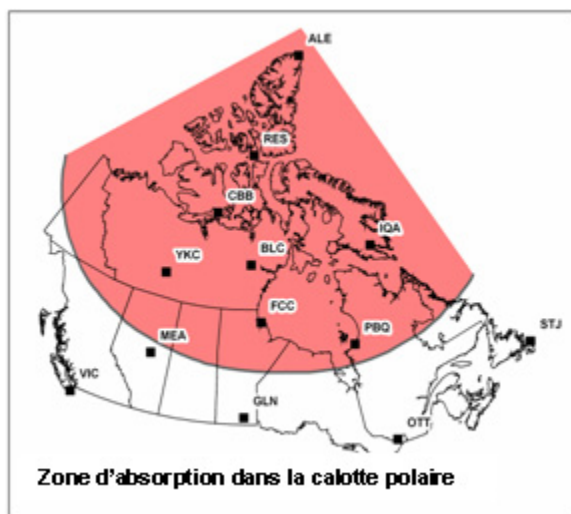 ALE
RES
CBB
IQA
YKC
BLC
FCC
PBQ
MEA
STJ
VIC
GLN
OTT
Zone d'absorption dans la calotte polaire